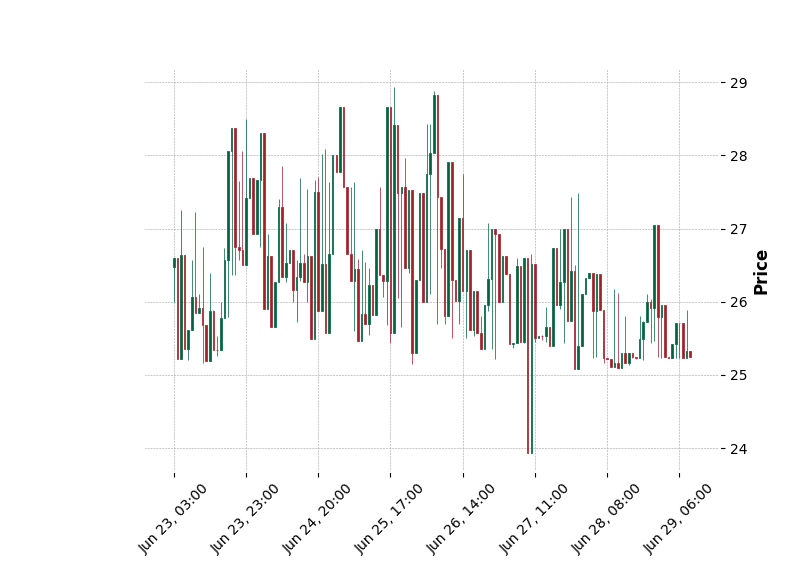 29
28
27
26
25
24
Price
Jun 23, 03:00
Jun 23, 23:00
Jun 24, 20:00
Jun 25, 17:00
Jun 26, 14:00
Jun 27, 11:00
Jun 28, 08:00
Jun 29, 06:00